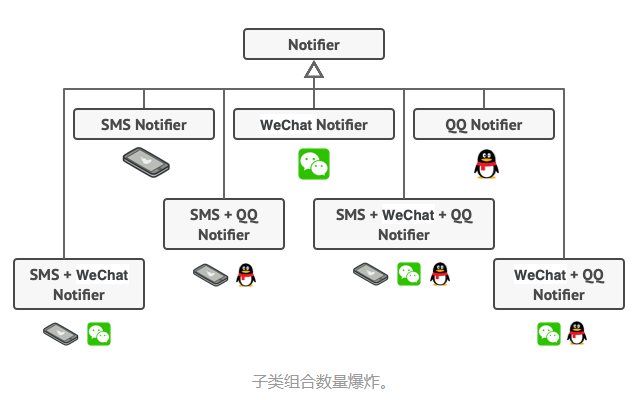 Notifier
SMS Notifier
WeChat Notifier
QQ Notifier
SMS + QQ
Notifier
SMS + WeChat + QQ
Notifier
SMS + WeChat
Notifier
WeChat + QQ
Notifier
子类组合数量爆炸。